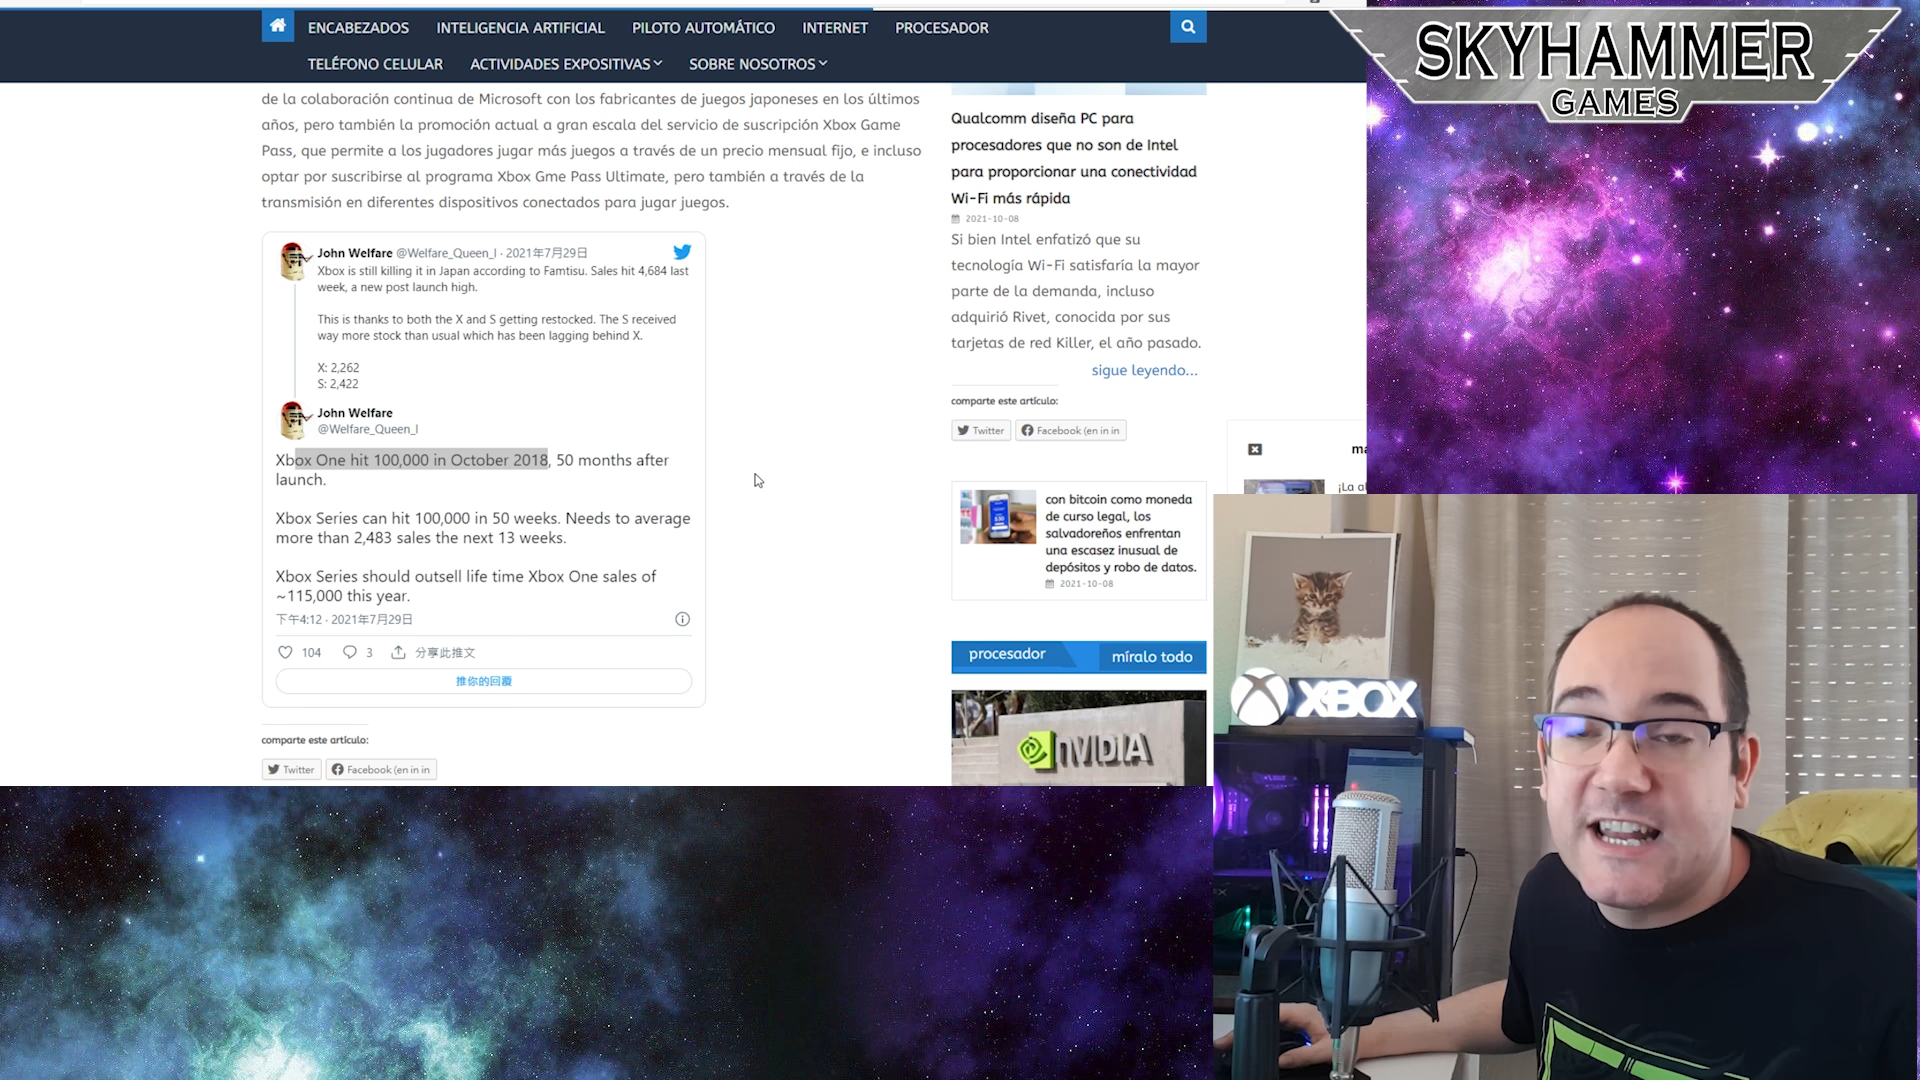 ENCABEZADOS INTELIGENCIA ARTIFICIAL PILOTO AUTOMÁTICO INTERNET PROCESADOR
TELÉFONO CELULAR ACTIVIDADES EXPOSITIVAS SOBRE NOSOTROS
de la colaboración continua de Microsoft con los fabricantes de juegos japoneses en los últimos
años, pero también la promoción actual a gran escala del servicio de suscripción Xbox Game
Pass, que permite a los jugadores jugar más juegos a través de un precio mensual fijo, e incluso
optar por suscribirse al programa Xbox Gme Pass Ultimate, pero también a través de la
transmisión en diferentes dispositivos conectados para jugar juegos.
John Welfare @Welfare_Queen_I · 2021年7月29日
Xbox is still killing it in Japan according to Famtisu. Sales hit 4,684 last
week, a new post launch high.
This is thanks to both the X and S getting restocked. The S received
way more stock than usual which has been lagging behind X.
X: 2,262
S: 2,422
John Welfare
@Welfare_Queen_I
Xbox One hit 100,000 in October 2018, 50 months after
launch.
Xbox Series can hit 100,000 in 50 weeks. Needs to average
more than 2,483 sales the next 13 weeks.
Xbox Series should outsell life time Xbox One sales of
~115,000 this year.
下午4:12 · 2021年7月29日
104 3 分享此推文
推你的回覆
comparte este artículo:
Twitter Facebook (en in in
Qualcomm diseña PC para
procesadores que no son de Intel
para proporcionar una conectividad
Wi-Fi más rápida
2021-10-08
Si bien Intel enfatizó que su
tecnología Wi-Fi satisfaría la mayor
parte de la demanda, incluso
adquirió Rivet, conocida por sus
tarjetas de red Killer, el año pasado.
sigue leyendo...
comparte este artículo:
Twitter Facebook (en in in
con bitcoin como moneda
de curso legal, los
salvadoreños enfrentan
una escasez inusual de
depósitos y robo de datos.
2021-10-08
procesador míralo todo
nVIDIA
ma
¡La al
SKYHAMMER
GAMES
XBOX